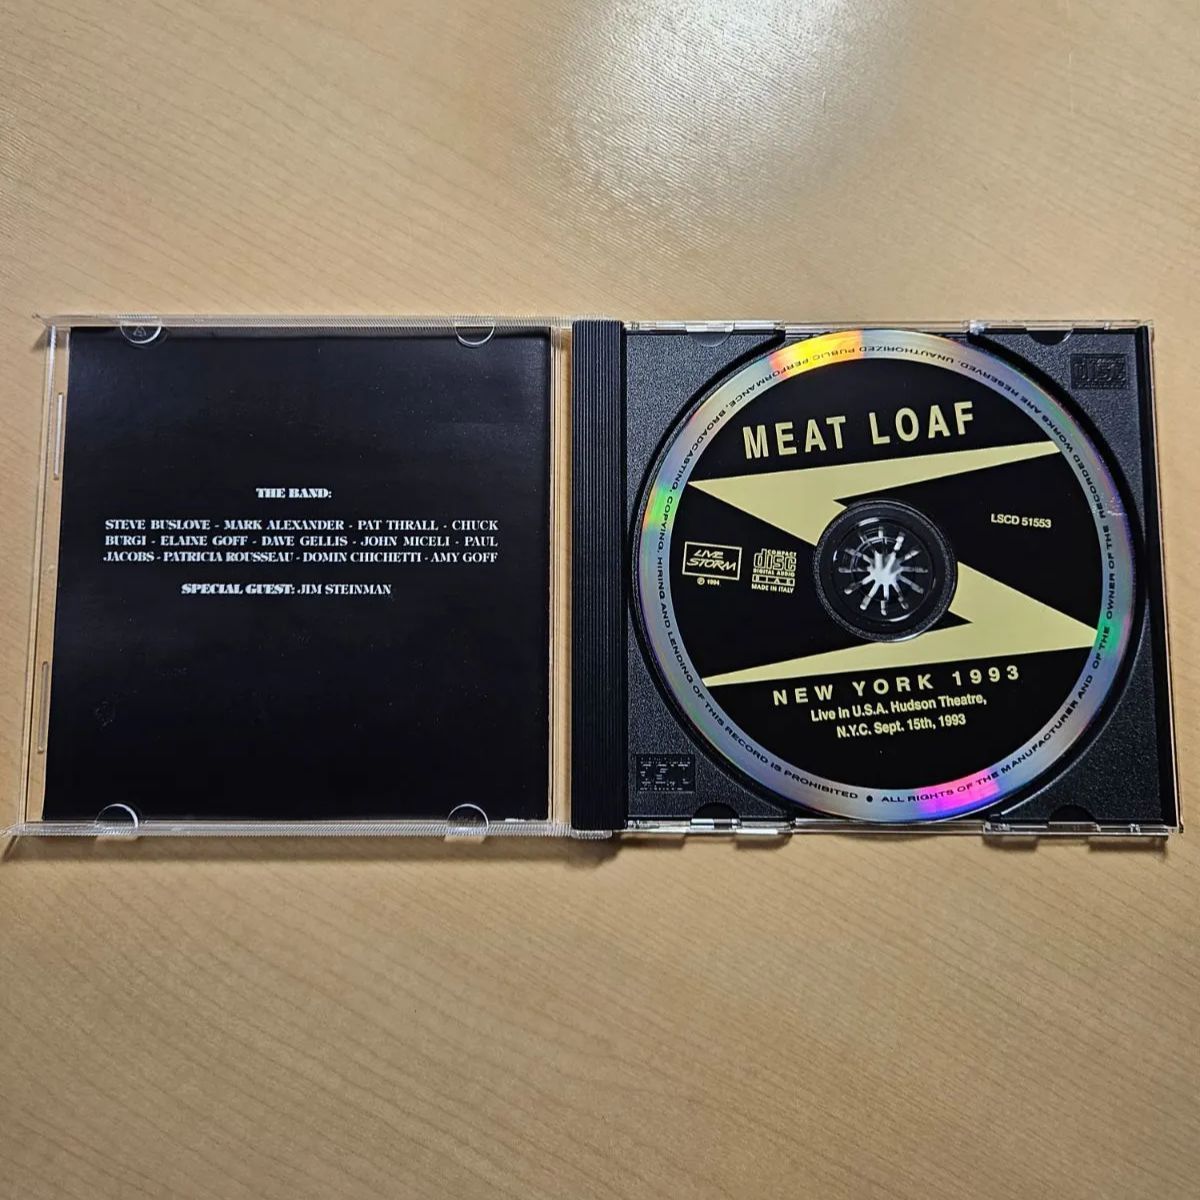 THE BAND:
STEVE BUSLOVE - MARK ALEXANDER - PAT THRALL - CHUCK
BURGI - ELAINE GOFF - DAVE GELLIS - JOHN MICELI - PAUL
JACOBS - PATRICIA ROUSSEAU - DOMIN CHICHETTI - AMY GOFF
SPECIAL GUEST: JIM STEINMAN
MEAT LOAF
LSCD 51553
LIVE
STORM
℗ 1994
COMPACT
disc
DIGITAL AUDIO
S.I.A.E.
MADE IN ITALY
NEW YORK 1993
Live in U.S.A. Hudson Theatre,
N.Y.C. Sept. 15th, 1993
ALL RIGHTS OF THE MANUFACTURER AND OF THE OWNER OF THE RECORDED WORKS ARE RESERVED. UNAUTHORIZED PUBLIC PERFORMANCE, BROADCASTING, COPYING, HIRING AND LENDING OF THIS RECORD IS PROHIBITED
disc